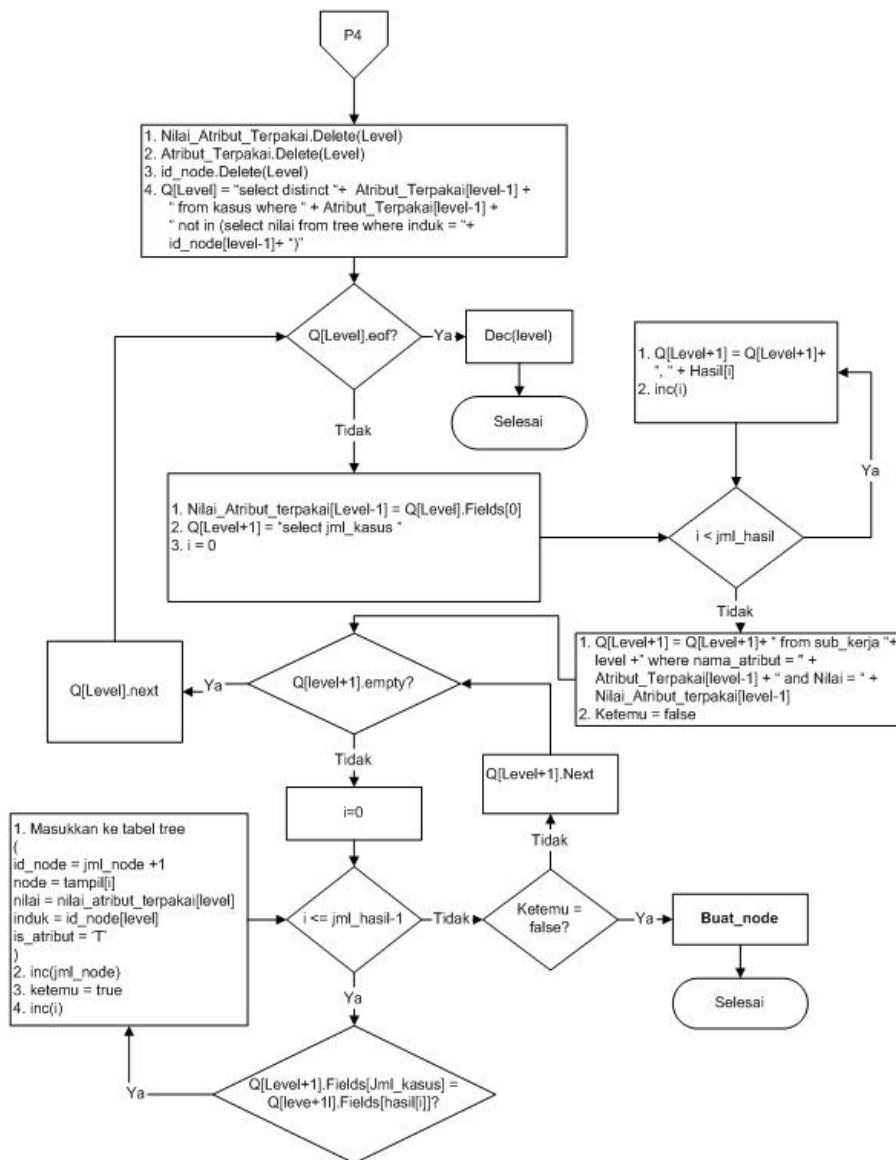 P4
1. Nilai_Atribut_Terpakai.Delete(Level)
2. Atribut_Terpakai.Delete(Level)
3. id_node.Delete(Level)
4. Q[Level] = "select distinct "+ Atribut_Terpakai[level-1] +
" from kasus where " + Atribut_Terpakai[level-1] +
" not in (select nilai from tree where induk = "+
id_node[level-1]+ ")"
Q[Level].eof?
Ya
Dec(level)
Selesai
Tidak
1. Q[Level+1] = Q[Level+1]+
", " + Hasil[i]
2. inc(i)
Ya
1. Nilai_Atribut_terpakai[Level-1] = Q[Level].Fields[0]
2. Q[Level+1] = "select jml_kasus "
3. i = 0
i < jml_hasil
Tidak
1. Q[Level+1] = Q[Level+1]+ " from sub_kerja "+
level +" where nama_atribut = " +
Atribut_Terpakai[level-1] + " and Nilai = " +
Nilai_Atribut_terpakai[level-1]
2. Ketemu = false
Q[Level].next
Ya
Q[level+1].empty?
Tidak
Q[Level+1].Next
i=0
Tidak
1. Masukkan ke tabel tree
(
id_node = jml_node +1
node = tampil[i]
nilai = nilai_atribut_terpakai[level]
induk = id_node[level]
is_atribut = 'T'
)
2. inc(jml_node)
3. ketemu = true
4. inc(i)
i <= jml_hasil-1
Tidak
Ketemu =
false?
Ya
Buat_node
Selesai
Ya
Q[Level+1].Fields[Jml_kasus] =
Q[leve+1l].Fields[hasil[i]]?
Ya